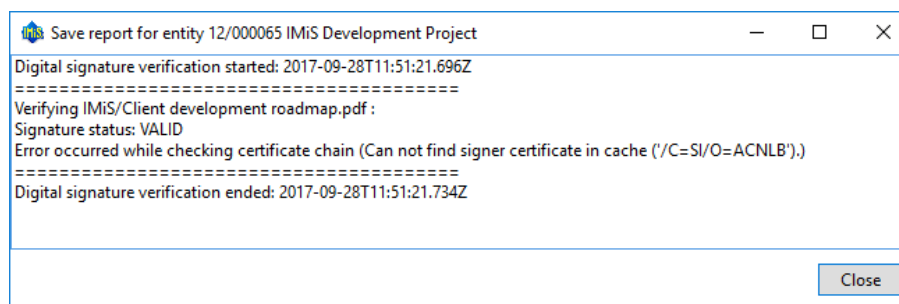 Save report for entity 12/000065 IMiS Development Project
Digital signature verification started: 2017-09-28T11:51:21.696Z
========================================
Verifying IMiS/Client development roadmap.pdf :
Signature status: VALID
Error occurred while checking certificate chain (Can not find signer certificate in cache ('/C=SI/O=ACNLB').)
========================================
Digital signature verification ended: 2017-09-28T11:51:21.734Z
Close